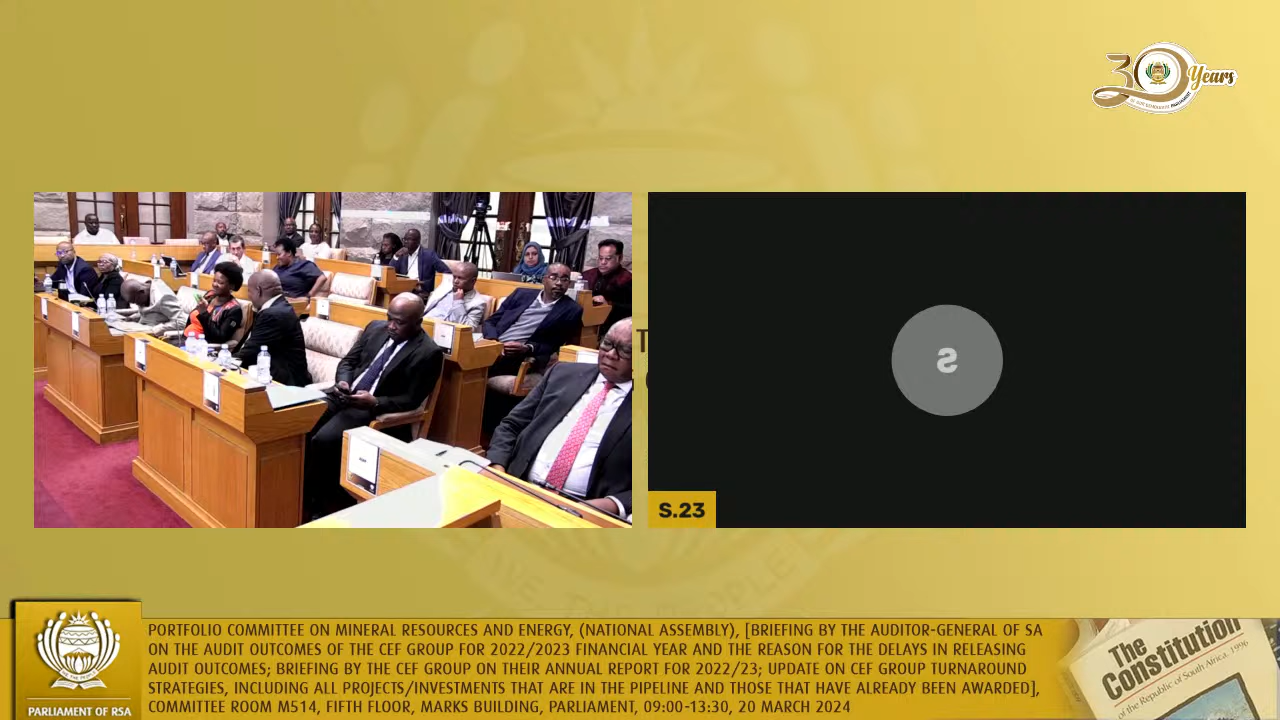 30 Years
S
S.23
The
Constitution
of the Republic of South Africa, 1996
PORTFOLIO COMMITTEE ON MINERAL RESOURCES AND ENERGY, (NATIONAL ASSEMBLY), [BRIEFING BY THE AUDITOR-GENERAL OF SA
ON THE AUDIT OUTCOMES OF THE CEF GROUP FOR 2022/2023 FINANCIAL YEAR AND THE REASON FOR THE DELAYS IN RELEASING
AUDIT OUTCOMES; BRIEFING BY THE CEF GROUP ON THEIR ANNUAL REPORT FOR 2022/23; UPDATE ON CEF GROUP TURNAROUND
STRATEGIES, INCLUDING ALL PROJECTS/INVESTMENTS THAT ARE IN THE PIPELINE AND THOSE THAT HAVE ALREADY BEEN AWARDED],
COMMITTEE ROOM M514, FIFTH FLOOR, MARKS BUILDING, PARLIAMENT, 09:00-13:30, 20 MARCH 2024
PARLIAMENT OF RSA
WE THE PEOPLE